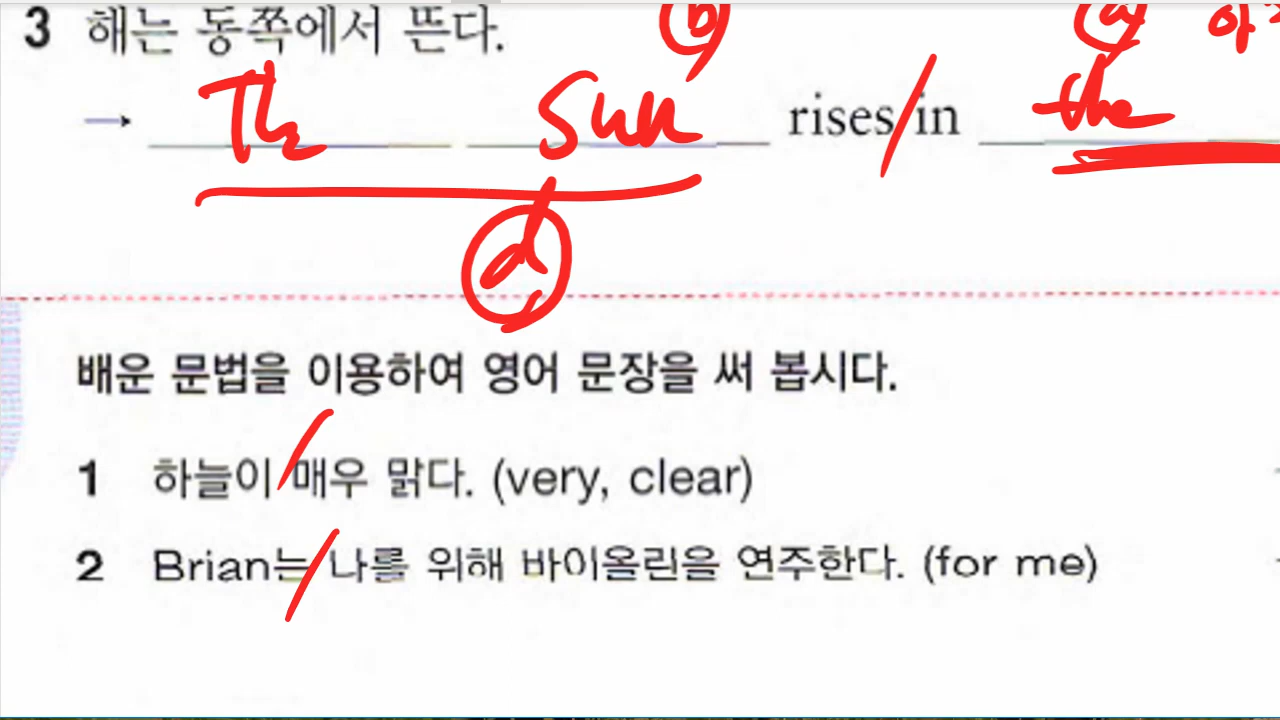 (b) (a)
3 해는 동쪽에서 뜬다.
→ The Sun rises/in the
(d)
배운 문법을 이용하여 영어 문장을 써 봅시다.
1 하늘이/매우 맑다. (very, clear)
2 Brian는/나를 위해 바이올린을 연주한다. (for me)